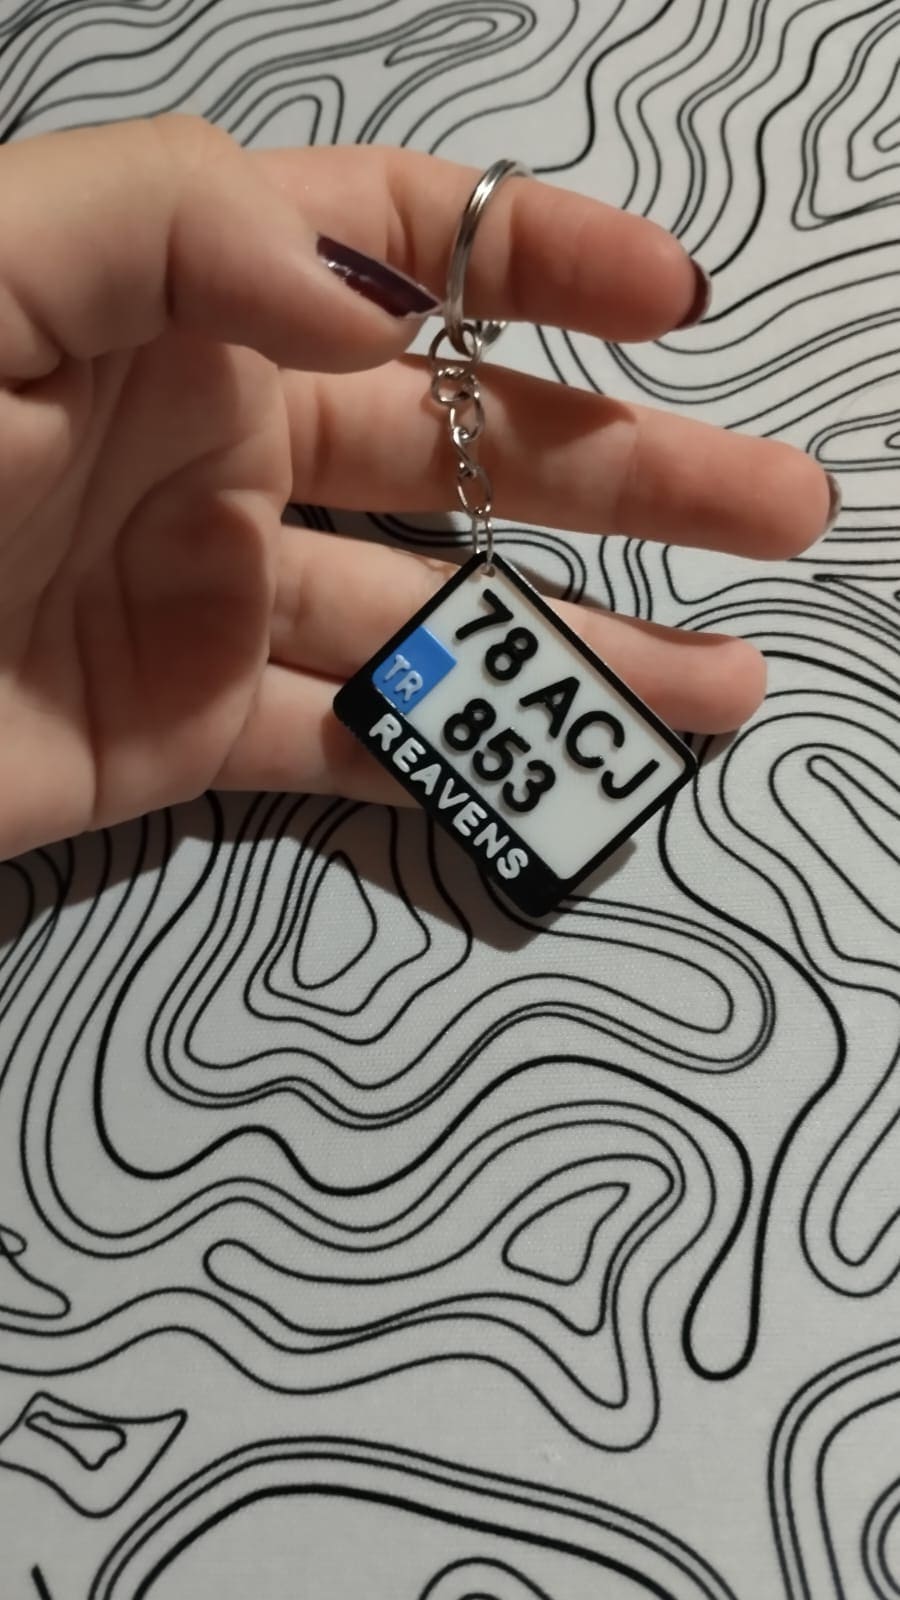 78 ACJ
TR
853
REAVENS